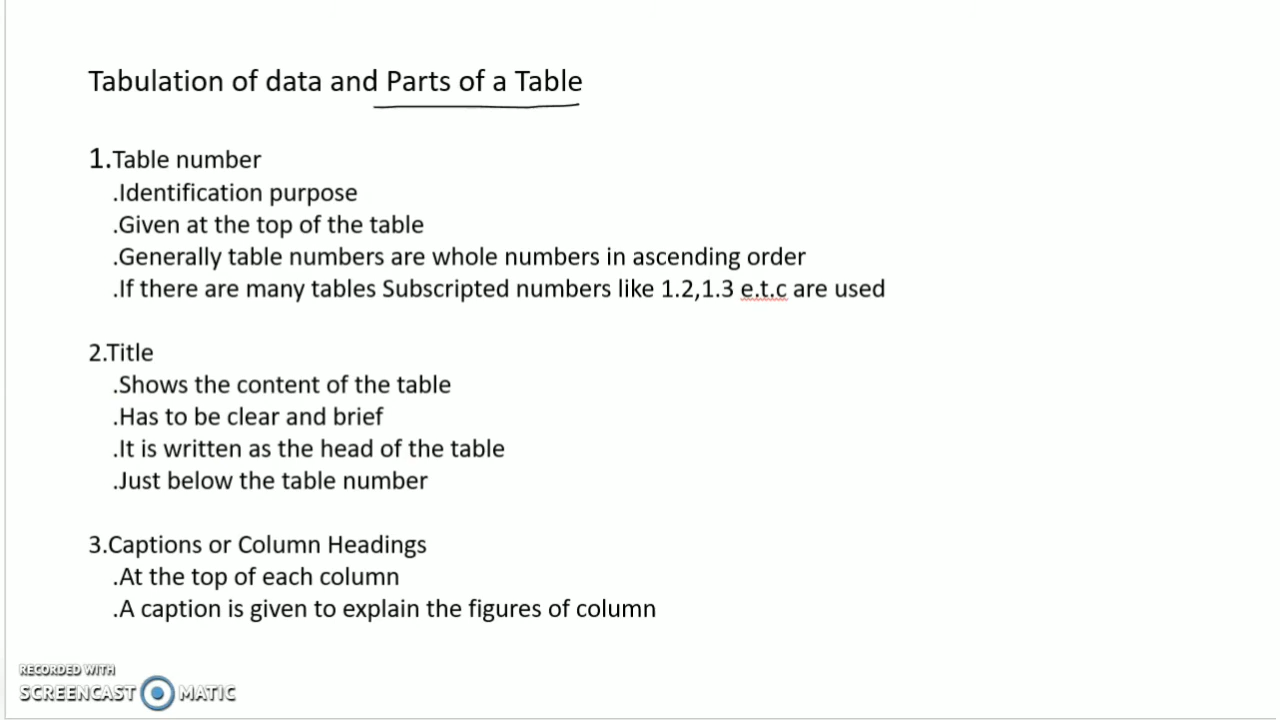 Tabulation of data and Parts of a Table
1.Table number
.Identification purpose
.Given at the top of the table
.Generally table numbers are whole numbers in ascending order
.If there are many tables Subscripted numbers like 1.2,1.3 e.t.c are used
2.Title
.Shows the content of the table
.Has to be clear and brief
.It is written as the head of the table
.Just below the table number
3.Captions or Column Headings
.At the top of each column
.A caption is given to explain the figures of column
RECORDED WITH
SCREENCAST MATIC